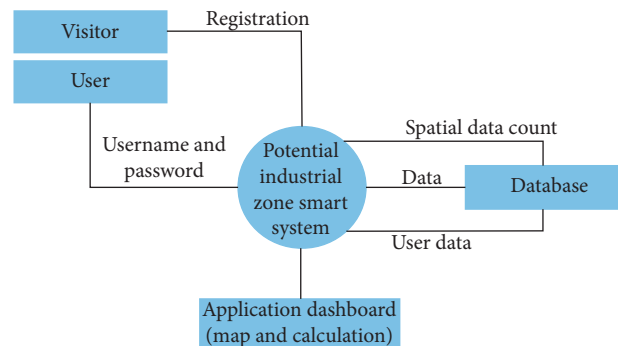 Registration
Visitor
User
Username and
password
Potential
industrial
zone smart
system
Spatial data count
Data
Database
User data
Application dashboard
(map and calculation)